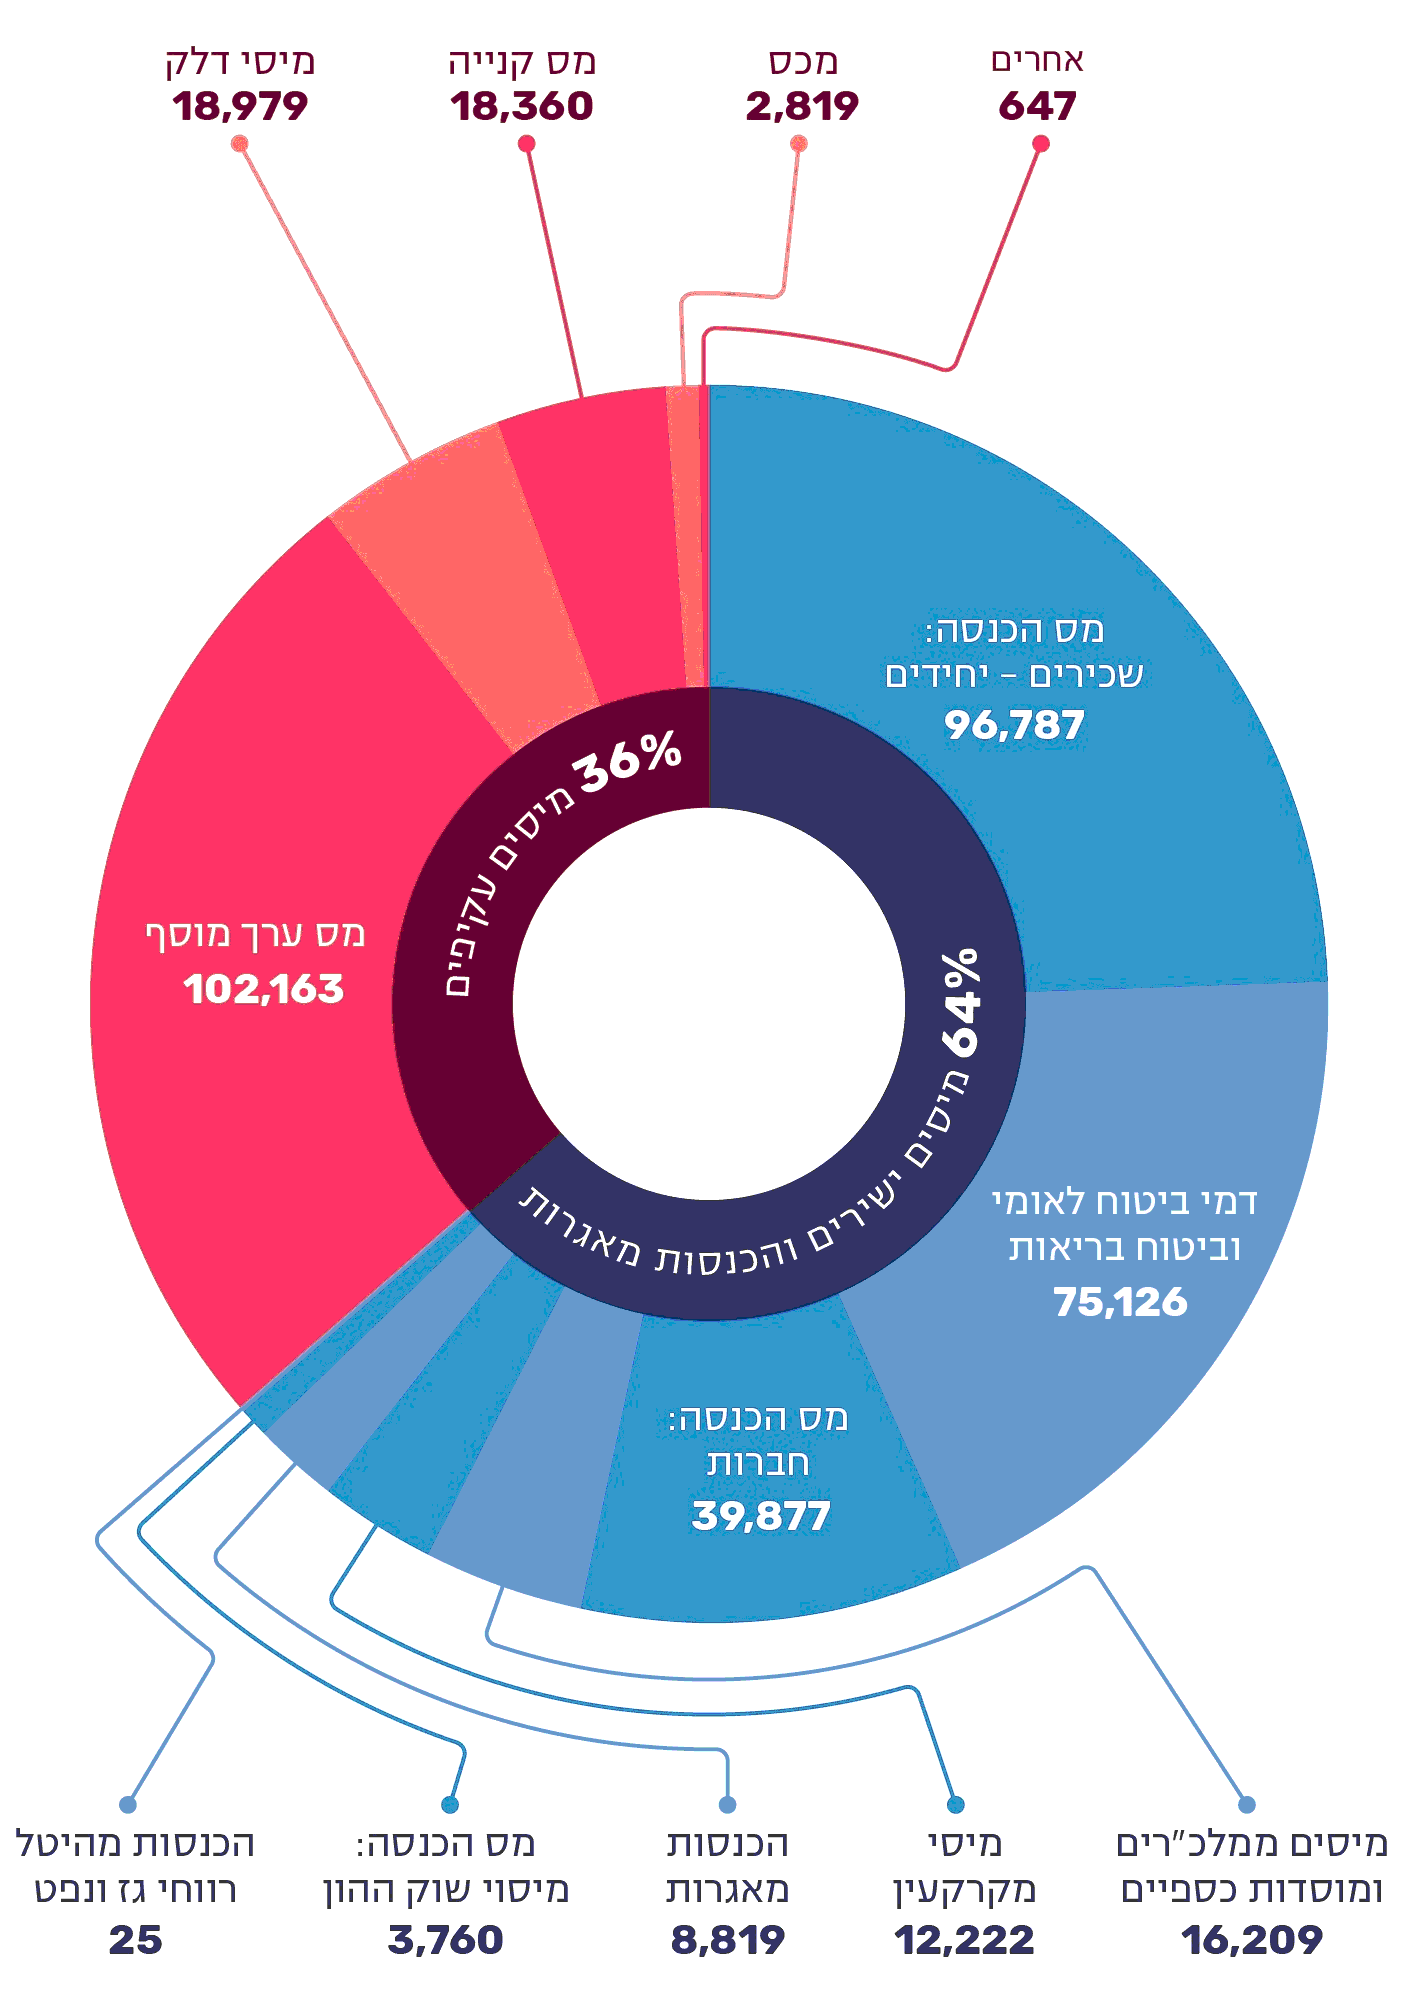 מיסי דלק
18,979
מס קנייה
18,360
מכס
2,819
אחרים
647
מס הכנסה:
שכירים – יחידים
96,787
36% מיסים עקיפים
מס ערך מוסף
102,163
64% מיסים ישירים והכנסות מאגרות
דמי ביטוח לאומי
וביטוח בריאות
75,126
מס הכנסה:
חברות
39,877
הכנסות מהיטל
רווחי גז ונפט
25
מס הכנסה:
מיסוי שוק ההון
3,760
הכנסות
מאגרות
8,819
מיסי
מקרקעין
12,222
מיסים ממלכ״רים
ומוסדות כספיים
16,209